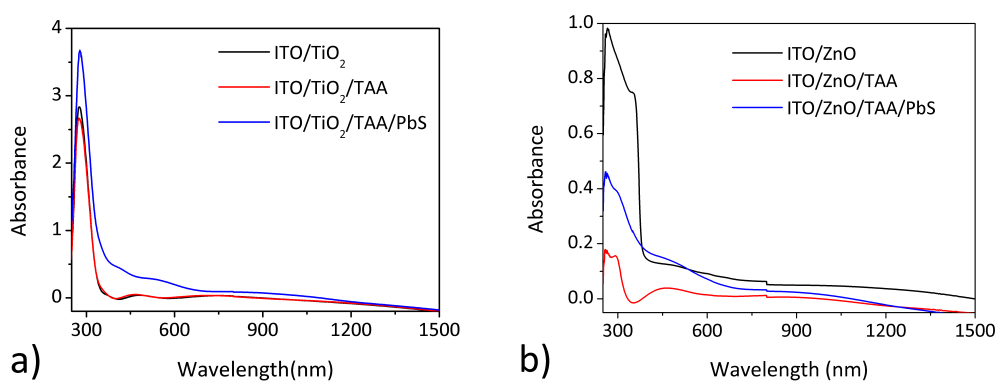 4
3
2
1
0
Absorbance
ITO/TiO2
ITO/TiO2/TAA
ITO/TiO2/TAA/PbS
300 600 900 1200 1500
Wavelength(nm)
a)
1.0
0.8
0.6
0.4
0.2
0.0
Absorbance
ITO/ZnO
ITO/ZnO/TAA
ITO/ZnO/TAA/PbS
300 600 900 1200 1500
Wavelength (nm)
b)